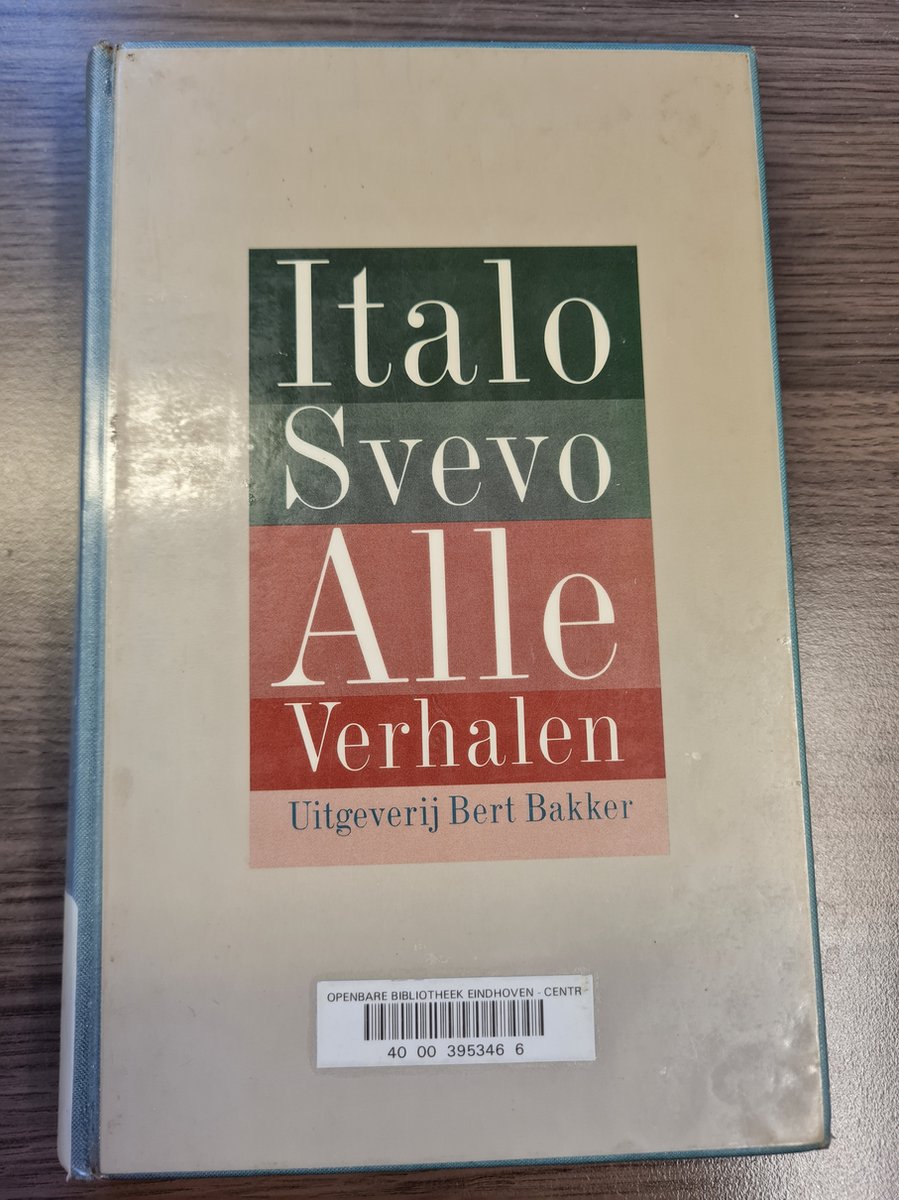 Italo
Svevo
Alle
Verhalen
Uitgeverij Bert Bakker
OPENBARE BIBLIOTHEEK EINDHOVEN - CENTR
40 00 395346 6